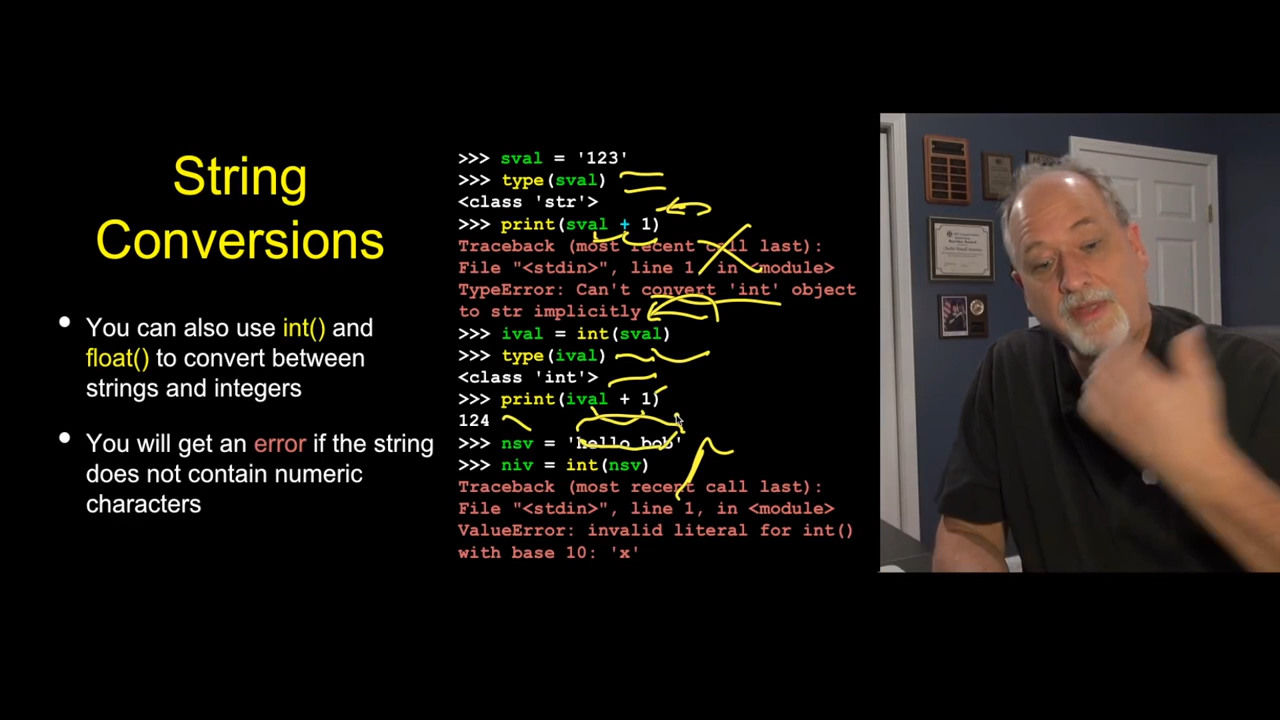 String
Conversions
• You can also use int() and
float() to convert between
strings and integers
• You will get an error if the string
does not contain numeric
characters
>>> sval = '123'
>>> type(sval)
<class 'str'>
>>> print(sval + 1)
Traceback (most recent call last):
File "<stdin>", line 1, in <module>
TypeError: Can't convert 'int' object
to str implicitly
>>> ival = int(sval)
>>> type(ival)
<class 'int'>
>>> print(ival + 1)
124
>>> nsv = 'hello bob'
>>> niv = int(nsv)
Traceback (most recent call last):
File "<stdin>", line 1, in <module>
ValueError: invalid literal for int()
with base 10: 'x'